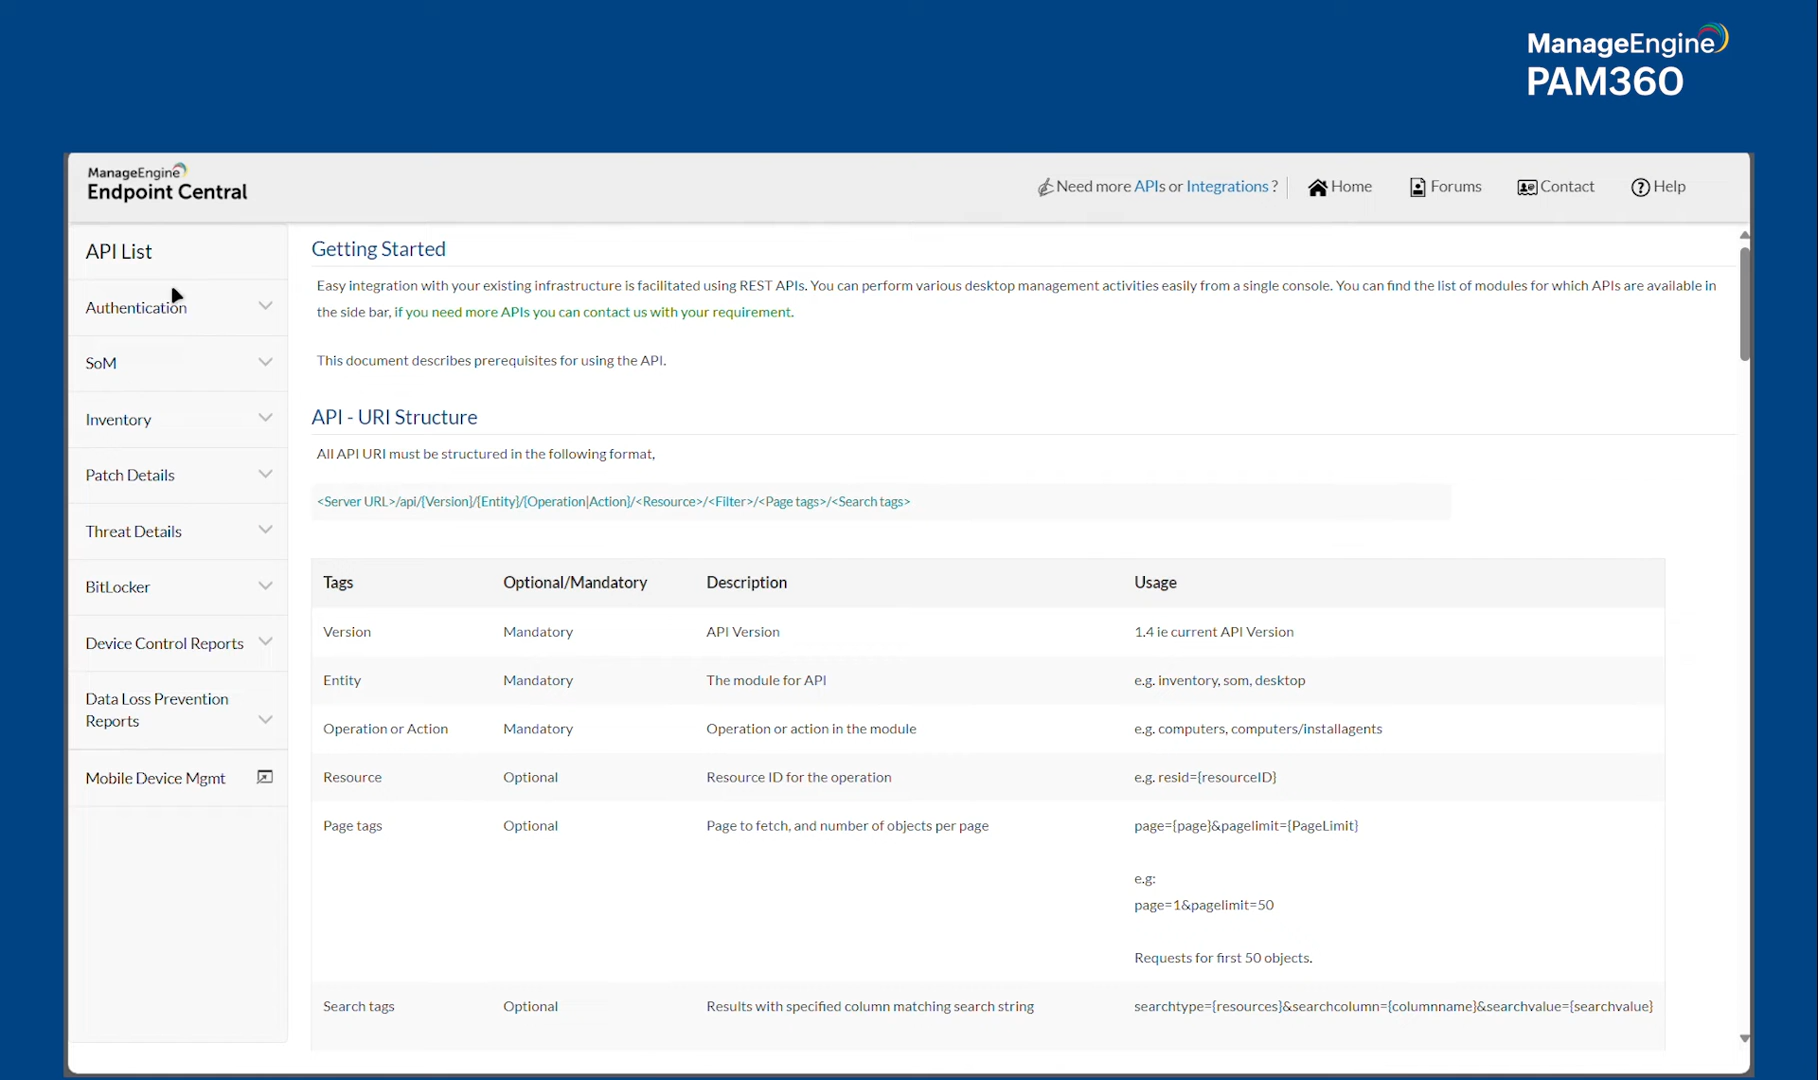 ManageEngine
PAM360
ManageEngine
Endpoint Central
Need more APIs or Integrations ?
Home
Forums
Contact
Help
API List
Authentication
SoM
Inventory
Patch Details
Threat Details
BitLocker
Device Control Reports
Data Loss Prevention
Reports
Mobile Device Mgmt
Getting Started
Easy integration with your existing infrastructure is facilitated using REST APIs. You can perform various desktop management activities easily from a single console. You can find the list of modules for which APIs are available in
the side bar, if you need more APIs you can contact us with your requirement.
This document describes prerequisites for using the API.
API - URI Structure
All API URI must be structured in the following format,
<Server URL>/api/[Version]/[Entity]/[Operation|Action]/<Resource>/<Filter>/<Page tags>/<Search tags>
Tags Optional/Mandatory Description Usage
Version Mandatory API Version 1.4 ie current API Version
Entity Mandatory The module for API e.g. inventory, som, desktop
Operation or Action Mandatory Operation or action in the module e.g. computers, computers/installagents
Resource Optional Resource ID for the operation e.g. resid={resourceID}
Page tags Optional Page to fetch, and number of objects per page page={page}&pagelimit={PageLimit}
e.g:
page=1&pagelimit=50
Requests for first 50 objects.
Search tags Optional Results with specified column matching search string searchtype={resources}&searchcolumn={columnname}&searchvalue={searchvalue}